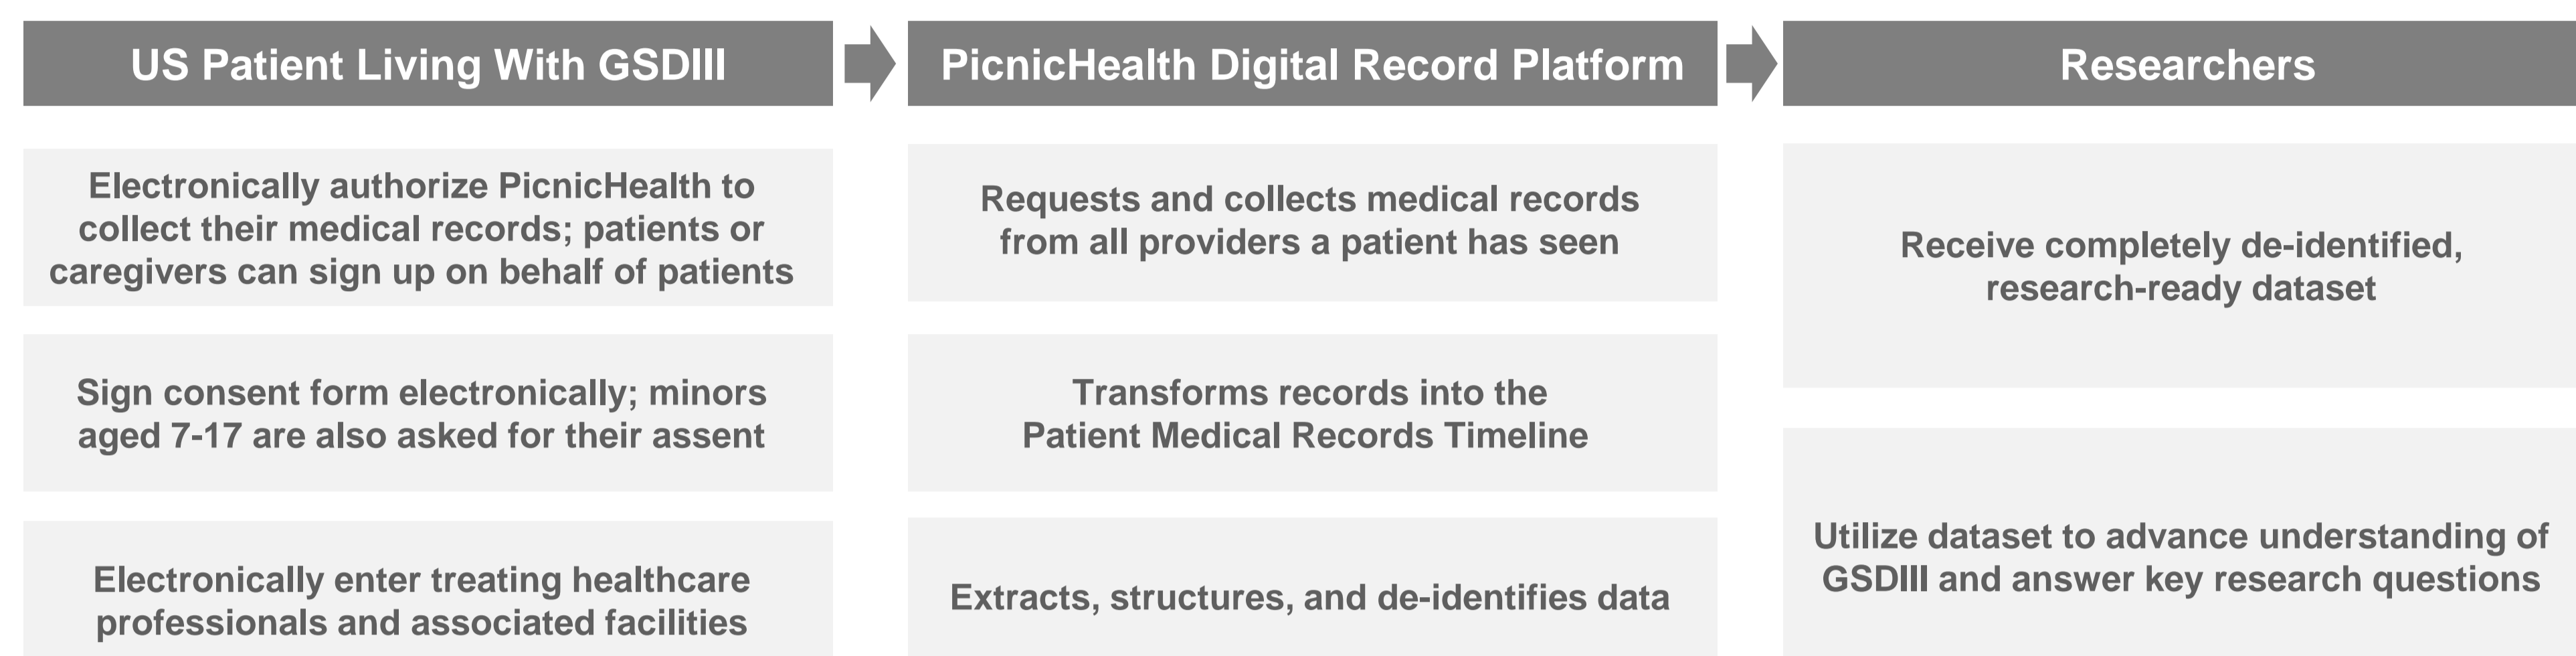 US Patient Living With GSDIII
Electronically authorize PicnicHealth to
collect their medical records; patients or
caregivers can sign up on behalf of patients
Sign consent form electronically; minors
aged 7-17 are also asked for their assent
Electronically enter treating healthcare
professionals and associated facilities
PicnicHealth Digital Record Platform
Requests and collects medical records
from all providers a patient has seen
Transforms records into the
Patient Medical Records Timeline
Extracts, structures, and de-identifies data
Researchers
Receive completely de-identified,
research-ready dataset
Utilize dataset to advance understanding of
GSDIII and answer key research questions